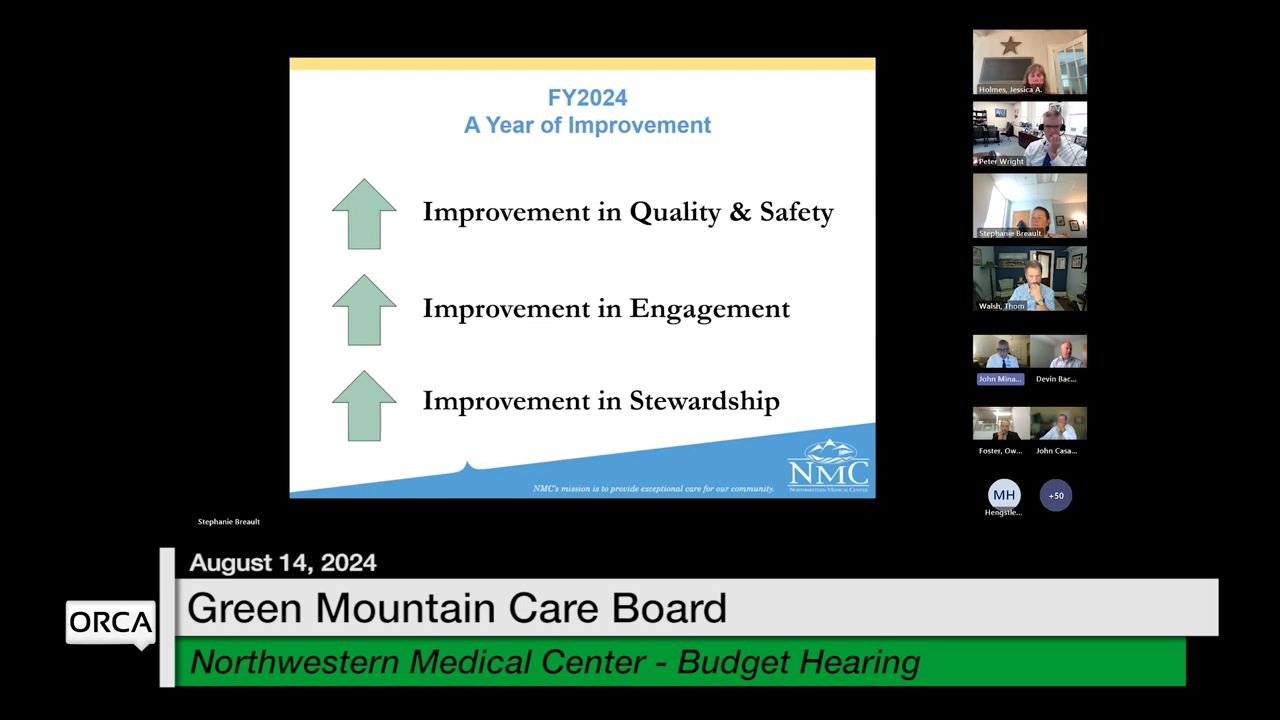 FY2024
A Year of Improvement
Improvement in Quality & Safety
Improvement in Engagement
Improvement in Stewardship
NMC's mission is to provide exceptional care for our community.
NMC
NORTHWESTERN MEDICAL CENTER
Holmes, Jessica A.
Peter Wright
Stephanie Breault
Walsh, Thom
John Mina...
Devin Bac...
Foster, Ow...
John Casa...
MH
+50
Hengstle...
Stephanie Breault
August 14, 2024
ORCA
Green Mountain Care Board
Northwestern Medical Center - Budget Hearing